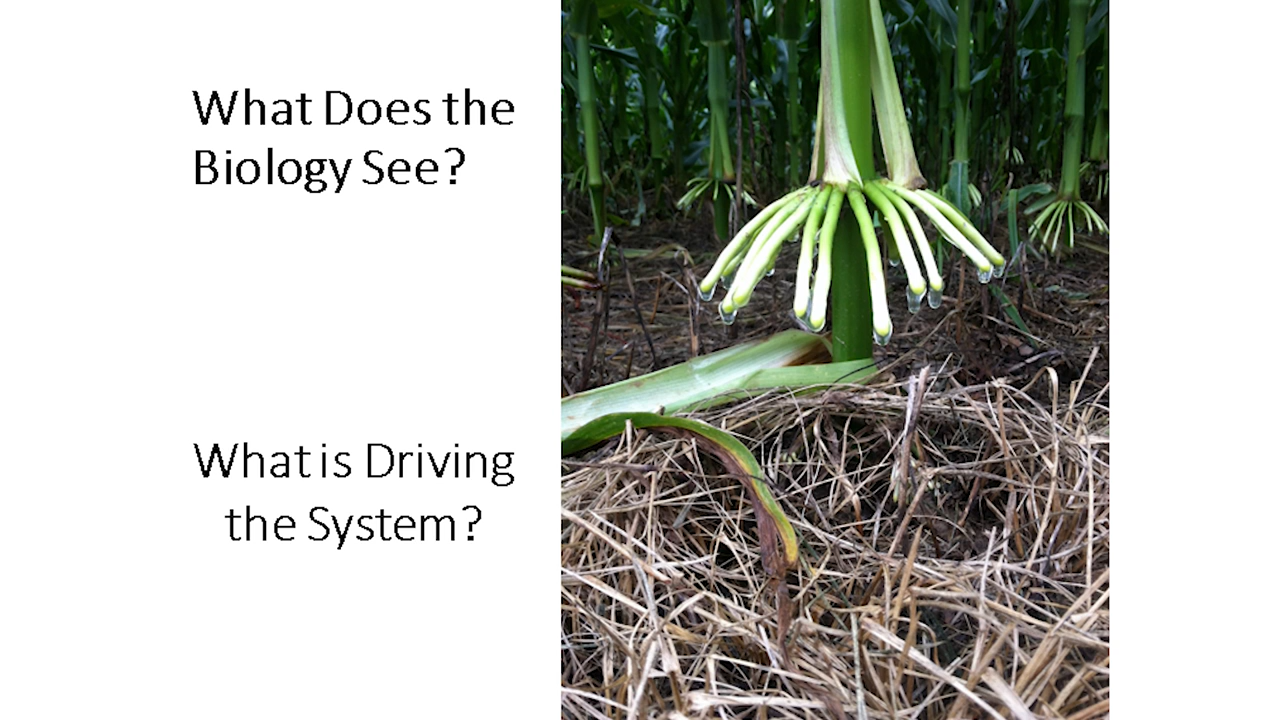 What Does the
Biology See?
What is Driving
the System?